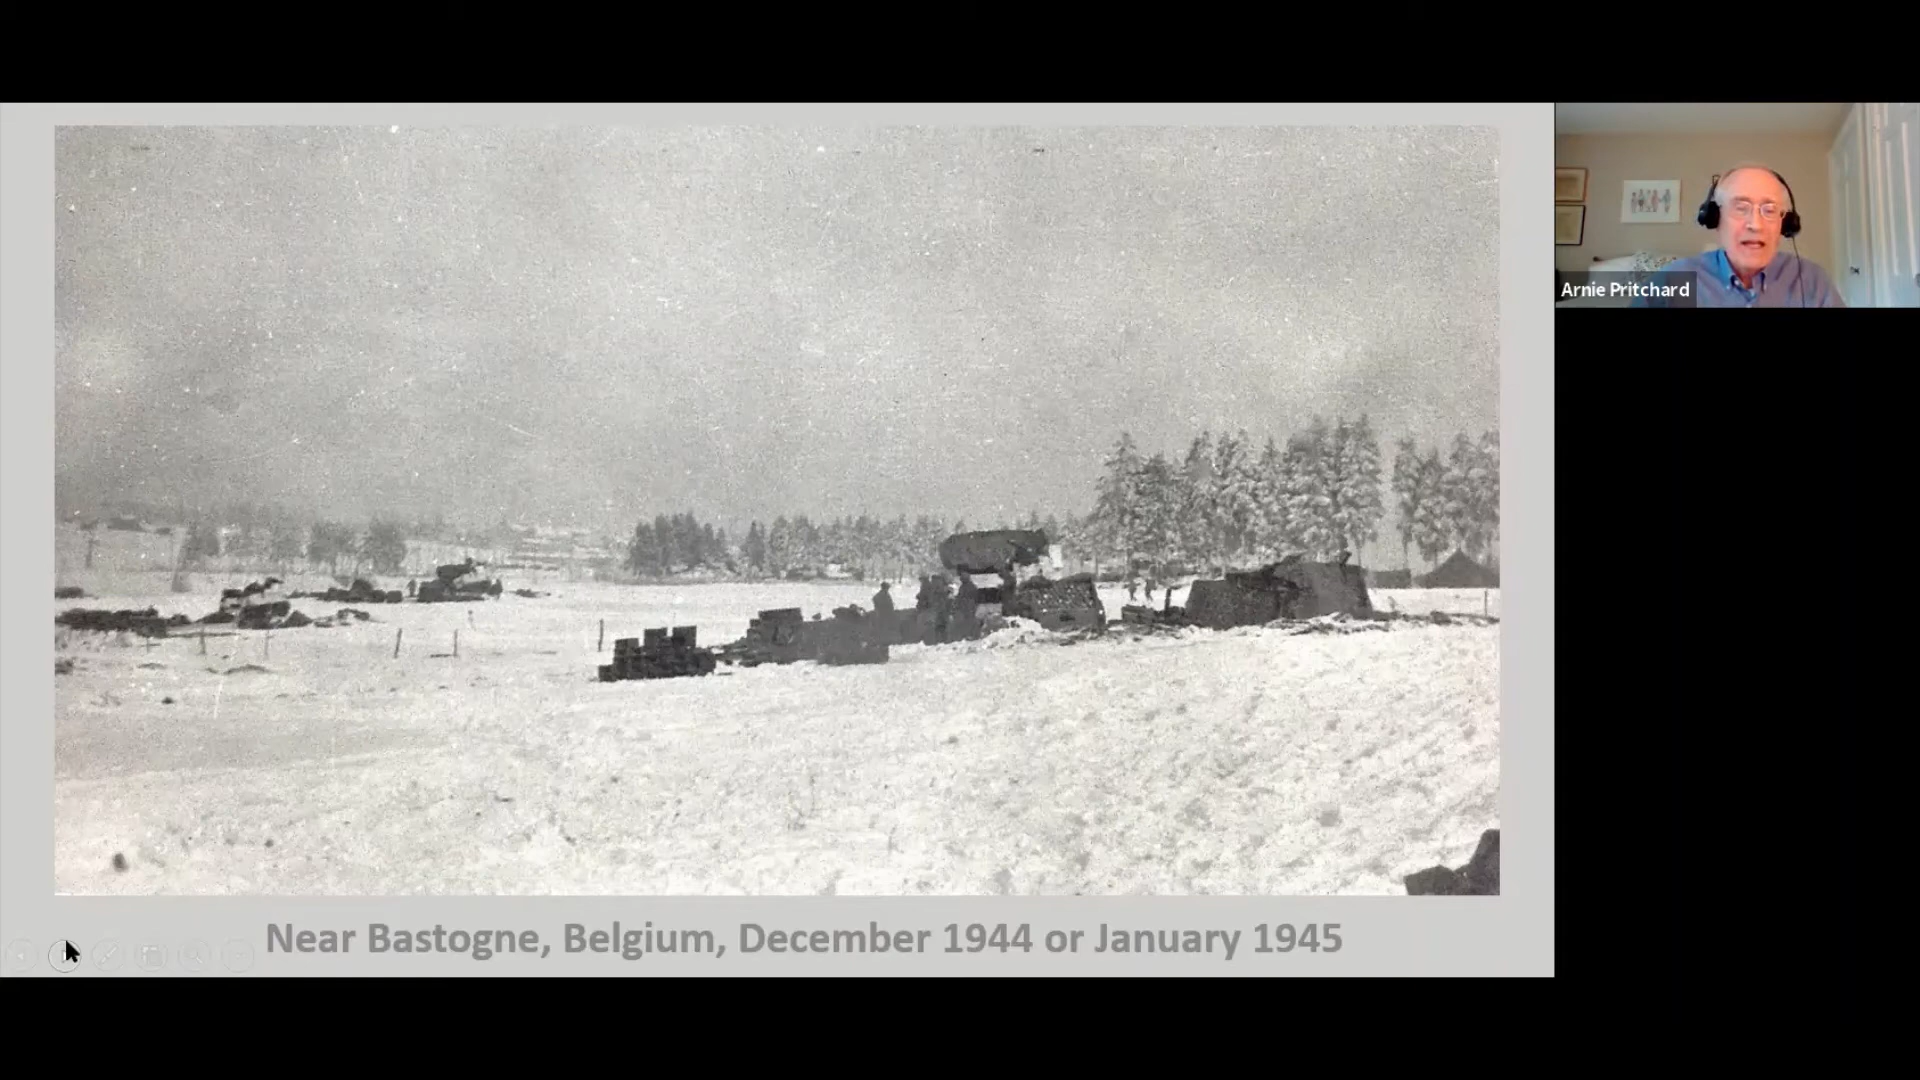 Arnie Pritchard
Near Bastogne, Belgium, December 1944 or January 1945